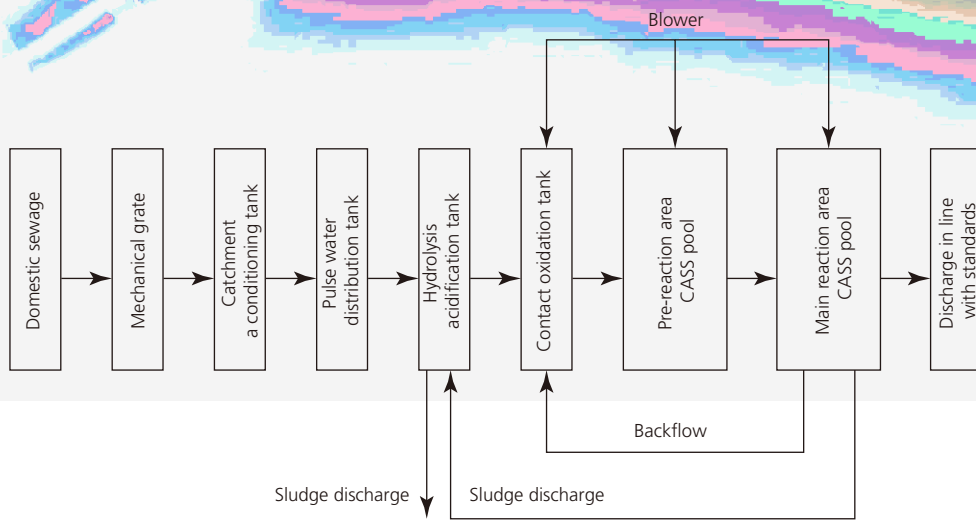 Blower
Domestic sewage
Mechanical grate
Catchment
a conditioning tank
Pulse water
distribution tank
Hydrolysis
acidification tank
Contact oxidation tank
Pre-reaction area
CASS pool
Main reaction area
CASS pool
Discharge in line
with standards
Backflow
Sludge discharge
Sludge discharge